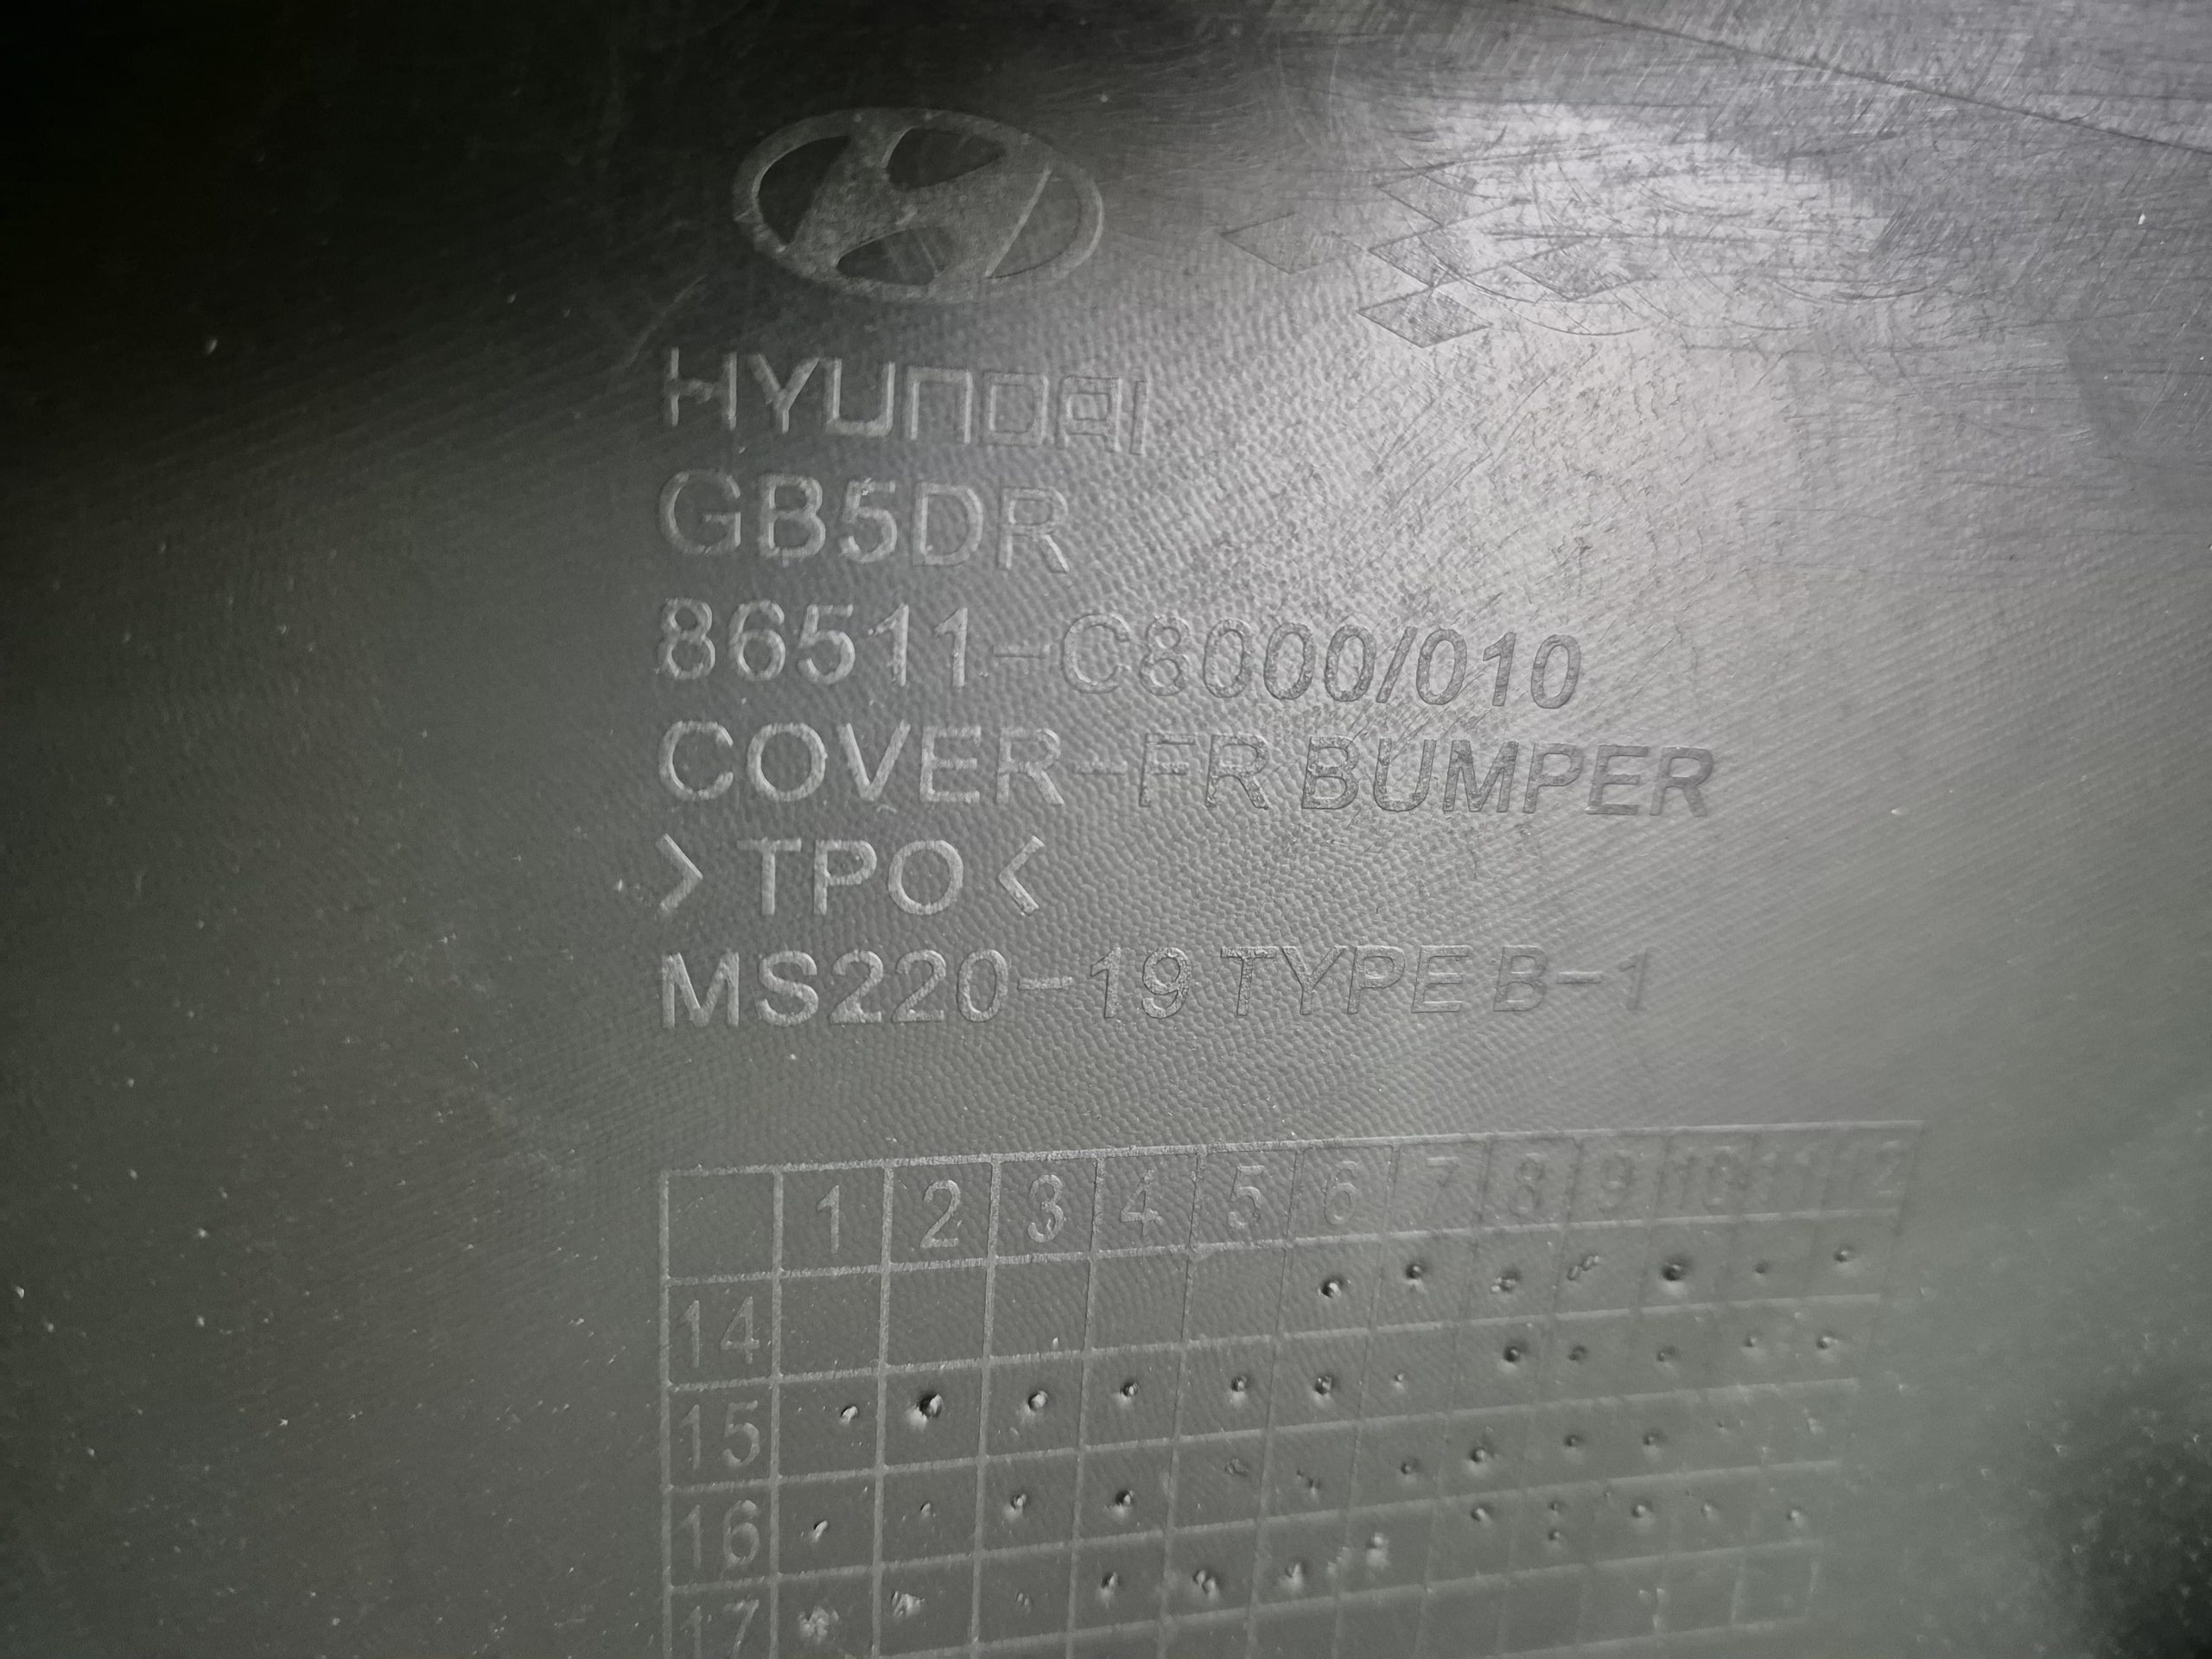 HYUNDAI
GB5DR
86511-C8000/010
COVER-FR BUMPER
>TPO<
MS220-19 TYPE B-1
1 2 3 4 5 6 7 8 9 10 11 12
14
15
16
17